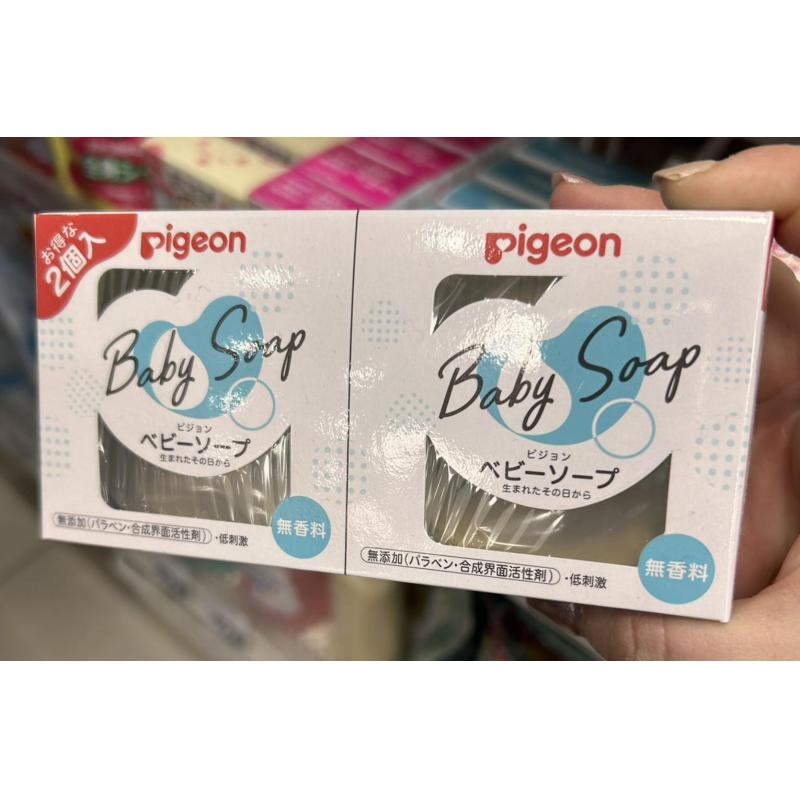 お得な
2個入
pigeon
Baby Soap
ピジョン
ベビーソープ
生まれたその日から
無添加(パラベン・合成界面活性剤)・低刺激
無香料
pigeon
Baby Soap
ピジョン
ベビーソープ
生まれたその日から
無添加(パラベン・合成界面活性剤)・低刺激
無香料